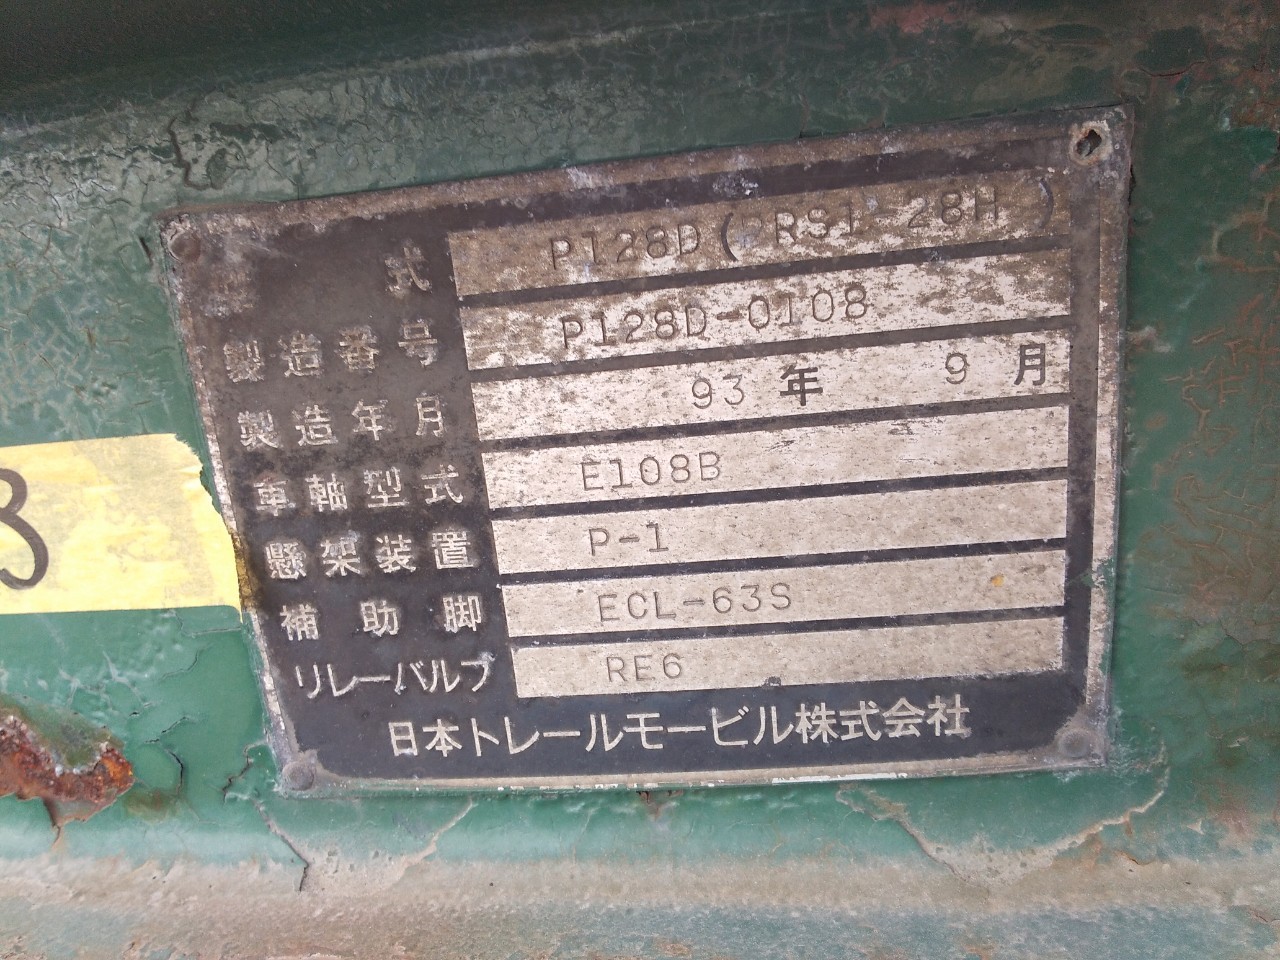 式 P128D ( RS1 28H )
製造番号 P128D-0108
製造年月 93年 9月
車軸型式 E108B
懸架装置 P-1
補助脚 ECL-63S
リレーバルブ RE6
日本トレールモービル株式会社